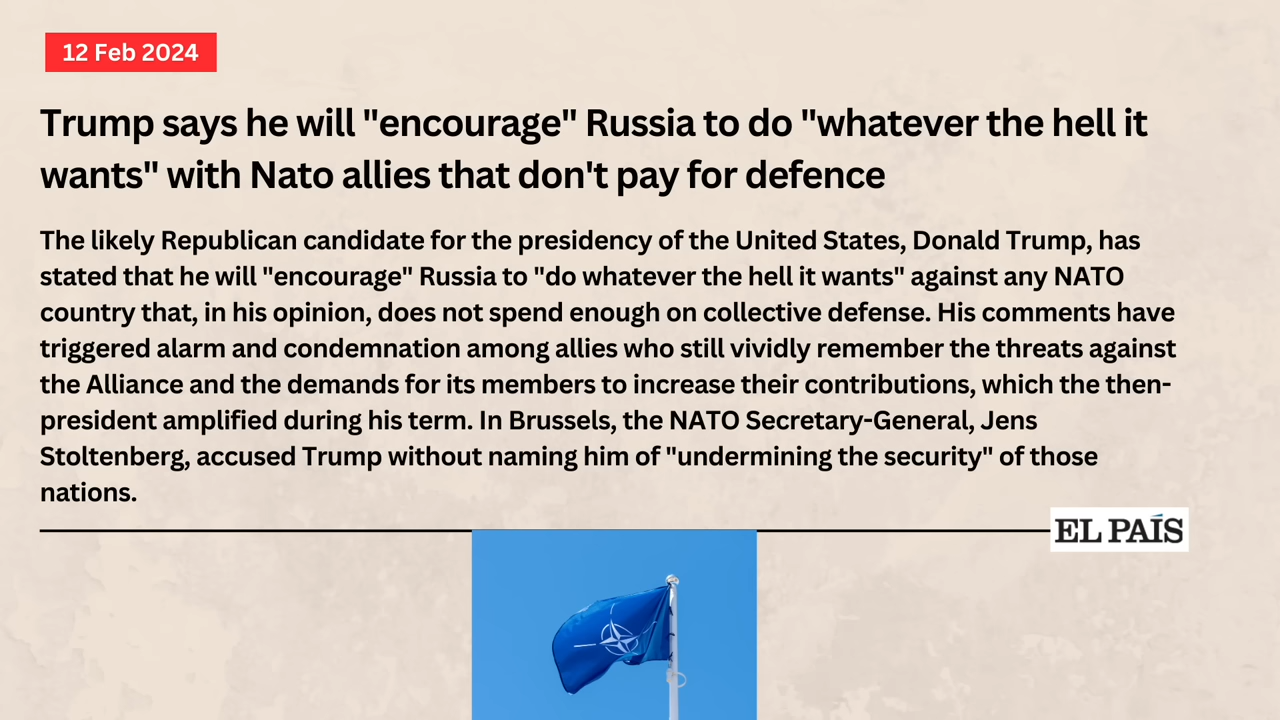 12 Feb 2024
Trump says he will "encourage" Russia to do "whatever the hell it
wants" with Nato allies that don't pay for defence
The likely Republican candidate for the presidency of the United States, Donald Trump, has
stated that he will "encourage" Russia to "do whatever the hell it wants" against any NATO
country that, in his opinion, does not spend enough on collective defense. His comments have
triggered alarm and condemnation among allies who still vividly remember the threats against
the Alliance and the demands for its members to increase their contributions, which the then-
president amplified during his term. In Brussels, the NATO Secretary-General, Jens
Stoltenberg, accused Trump without naming him of "undermining the security" of those
nations.
EL PAÍS